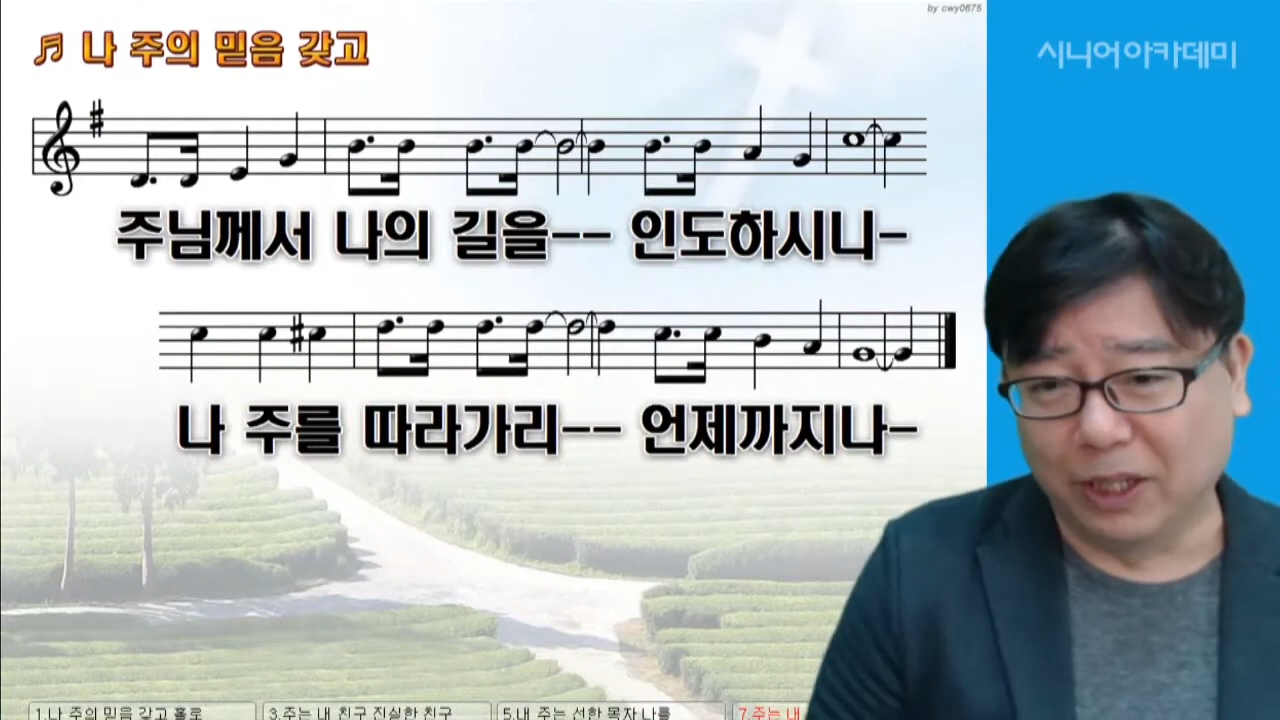 by cwy0675
♬ 나 주의 믿음 갖고
시니어아카데미
주님께서 나의 길을-- 인도하시니-
나 주를 따라가리-- 언제까지나-
1.나 주의 믿음 갖고 홀로
3.주는 내 친구 진실한 친구
5.내 주는 선한 목자 나를
7.주는 내